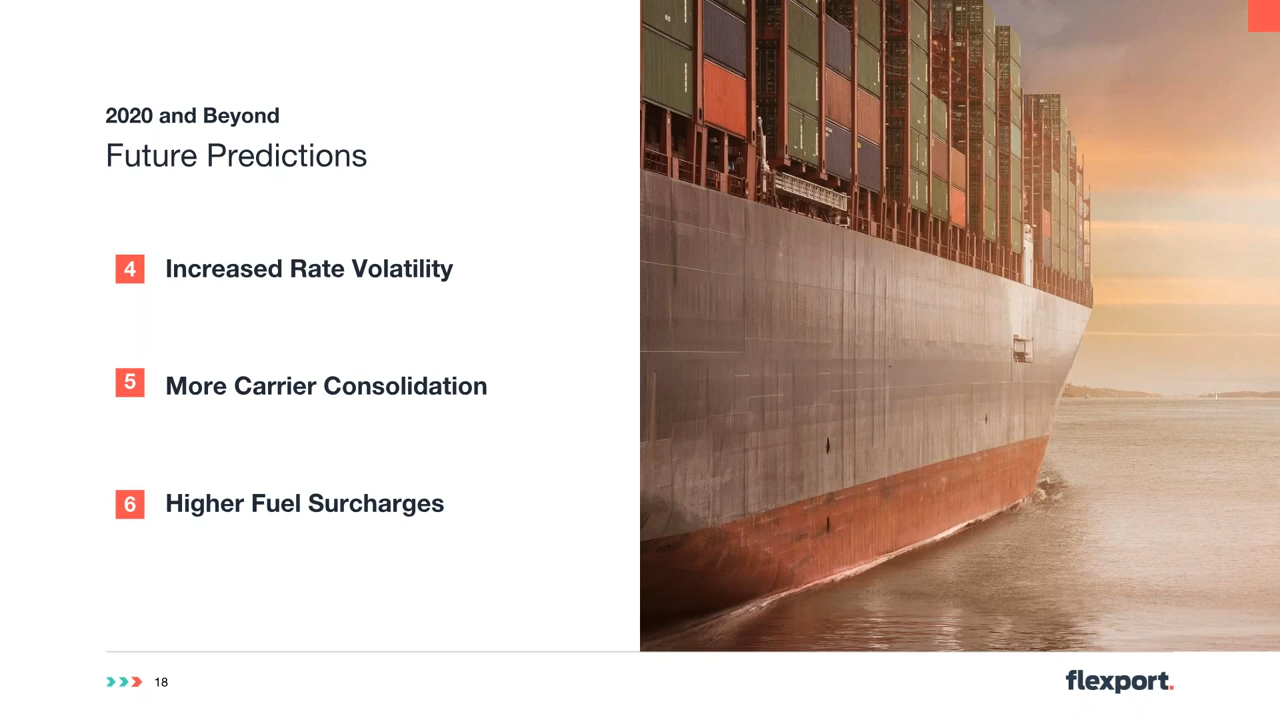 2020 and Beyond
Future Predictions
4 Increased Rate Volatility
5 More Carrier Consolidation
6 Higher Fuel Surcharges
18
flexport.